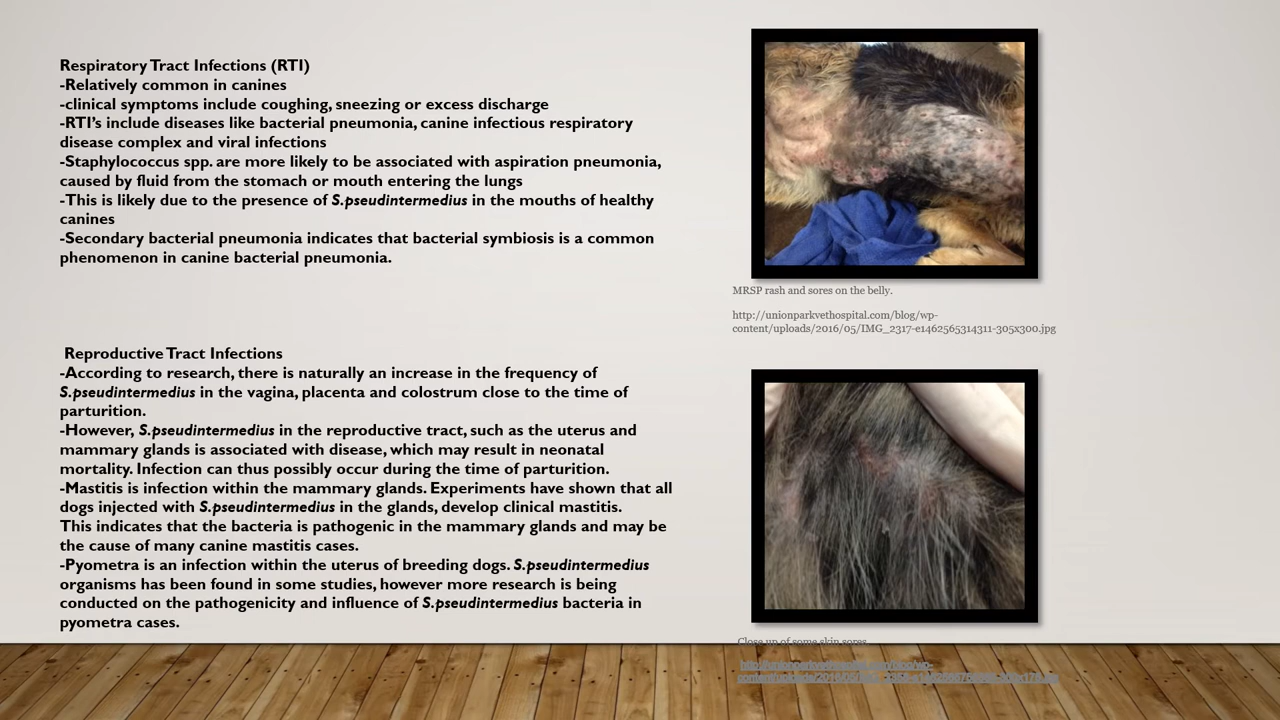 Respiratory Tract Infections (RTI)
-Relatively common in canines
-clinical symptoms include coughing, sneezing or excess discharge
-RTI's include diseases like bacterial pneumonia, canine infectious respiratory
disease complex and viral infections
-Staphylococcus spp. are more likely to be associated with aspiration pneumonia,
caused by fluid from the stomach or mouth entering the lungs
-This is likely due to the presence of S.pseudintermedius in the mouths of healthy
canines
-Secondary bacterial pneumonia indicates that bacterial symbiosis is a common
phenomenon in canine bacterial pneumonia.
Reproductive Tract Infections
-According to research, there is naturally an increase in the frequency of
S.pseudintermedius in the vagina, placenta and colostrum close to the time of
parturition.
-However, S.pseudintermedius in the reproductive tract, such as the uterus and
mammary glands is associated with disease, which may result in neonatal
mortality. Infection can thus possibly occur during the time of parturition.
-Mastitis is infection within the mammary glands. Experiments have shown that all
dogs injected with S.pseudintermedius in the glands, develop clinical mastitis.
This indicates that the bacteria is pathogenic in the mammary glands and may be
the cause of many canine mastitis cases.
-Pyometra is an infection within the uterus of breeding dogs. S.pseudintermedius
organisms has been found in some studies, however more research is being
conducted on the pathogenicity and influence of S.pseudintermedius bacteria in
pyometra cases.
MRSP rash and sores on the belly.
http://unionparkvethospital.com/blog/wp-
content/uploads/2016/05/IMG_2317-e1462565314311-305x300.jpg
Close up of some skin sores.
http://unionparkvethospital.com/blog/wp-